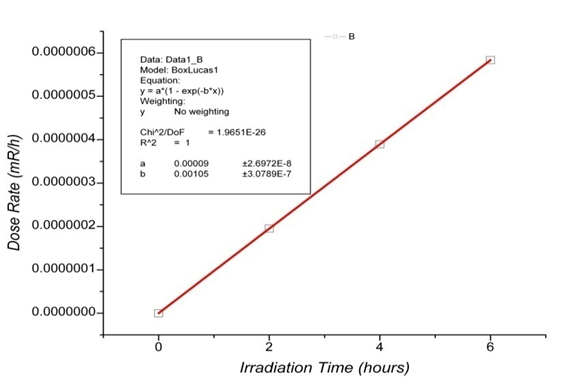 B
Data: Data1_B
Model: BoxLucas1
Equation:
y = a*(1 - exp(-b*x))
Weighting:
y No weighting
Chi^2/DoF = 1.9651E-26
R^2 = 1
a 0.00009 ±2.6972E-8
b 0.00105 ±3.0789E-7
Dose Rate (mR/h)
0.0000006
0.0000005
0.0000004
0.0000003
0.0000002
0.0000001
0.0000000
0 2 4 6
Irradiation Time (hours)